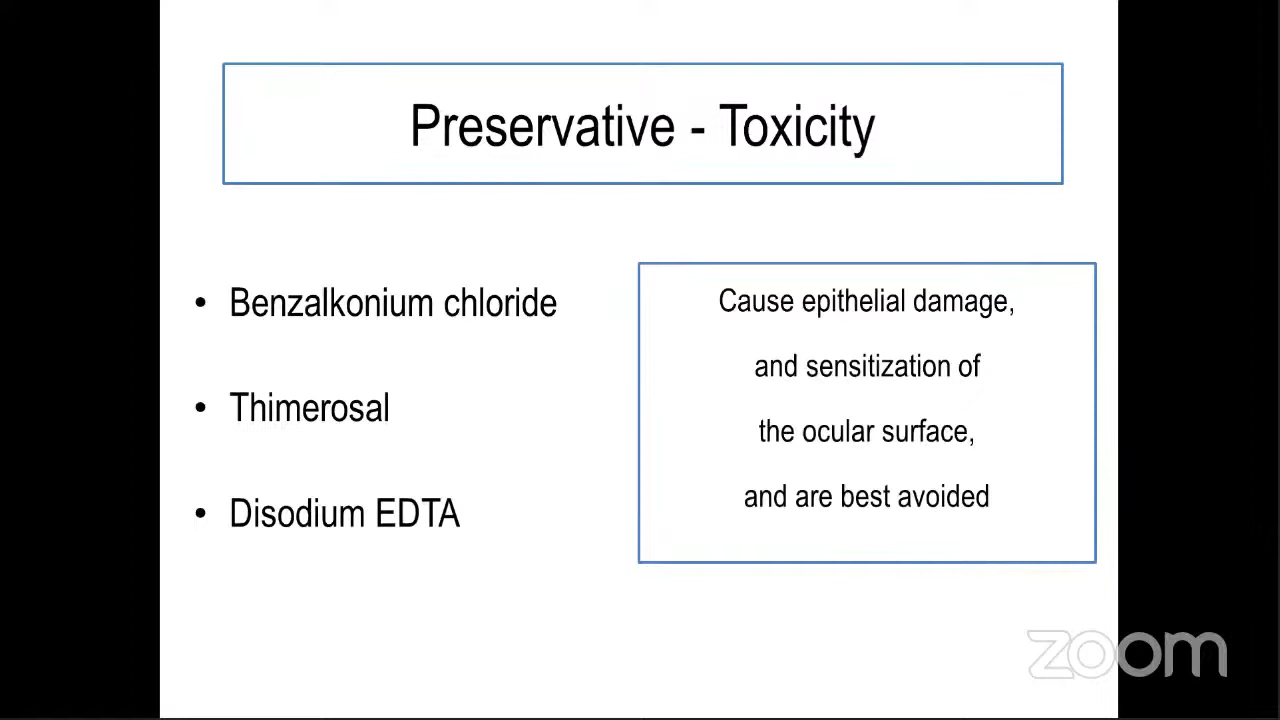 Preservative - Toxicity
• Benzalkonium chloride
• Thimerosal
• Disodium EDTA
Cause epithelial damage,
and sensitization of
the ocular surface,
and are best avoided
zoom